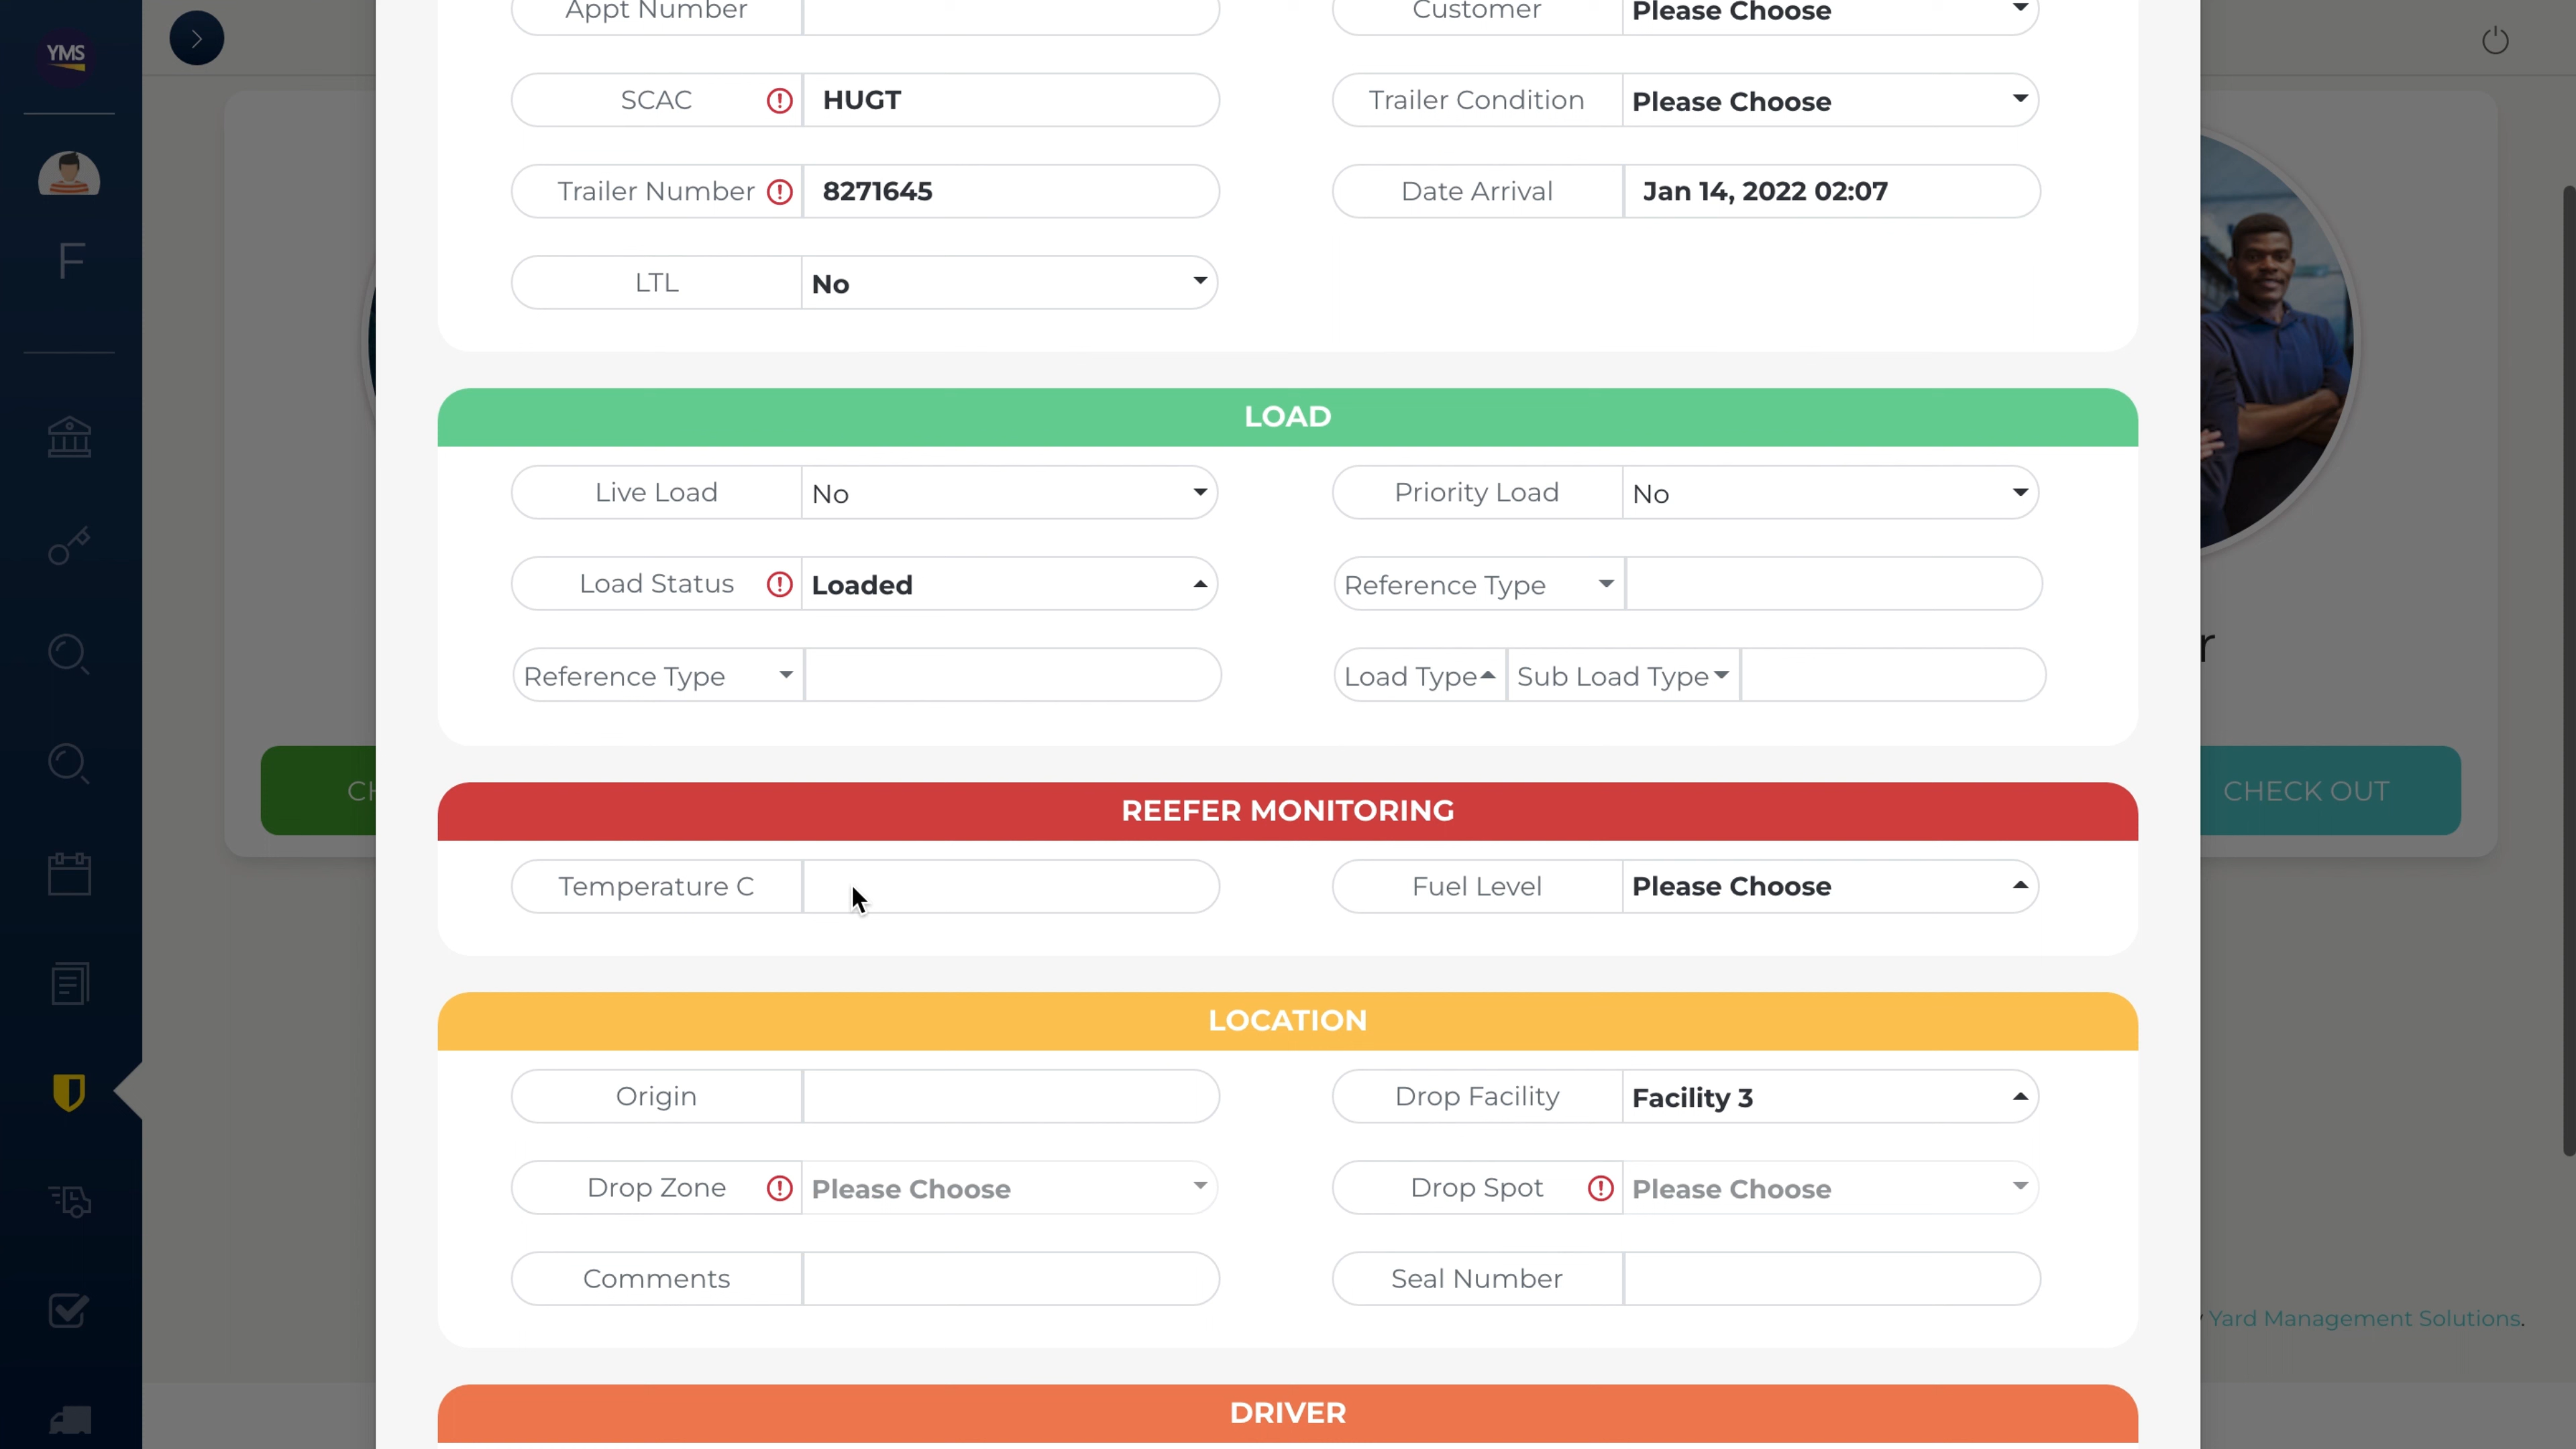 YMS
F
Appt Number
Customer Please Choose
SCAC HUGT
Trailer Condition Please Choose
Trailer Number 8271645
Date Arrival Jan 14, 2022 02:07
LTL No
LOAD
Live Load No
Priority Load No
Load Status Loaded
Reference Type
Reference Type
Load Type Sub Load Type
REEFER MONITORING
Temperature C
Fuel Level Please Choose
CHECK OUT
LOCATION
Origin
Drop Facility Facility 3
Drop Zone Please Choose
Drop Spot Please Choose
Comments
Seal Number
Yard Management Solutions.
DRIVER